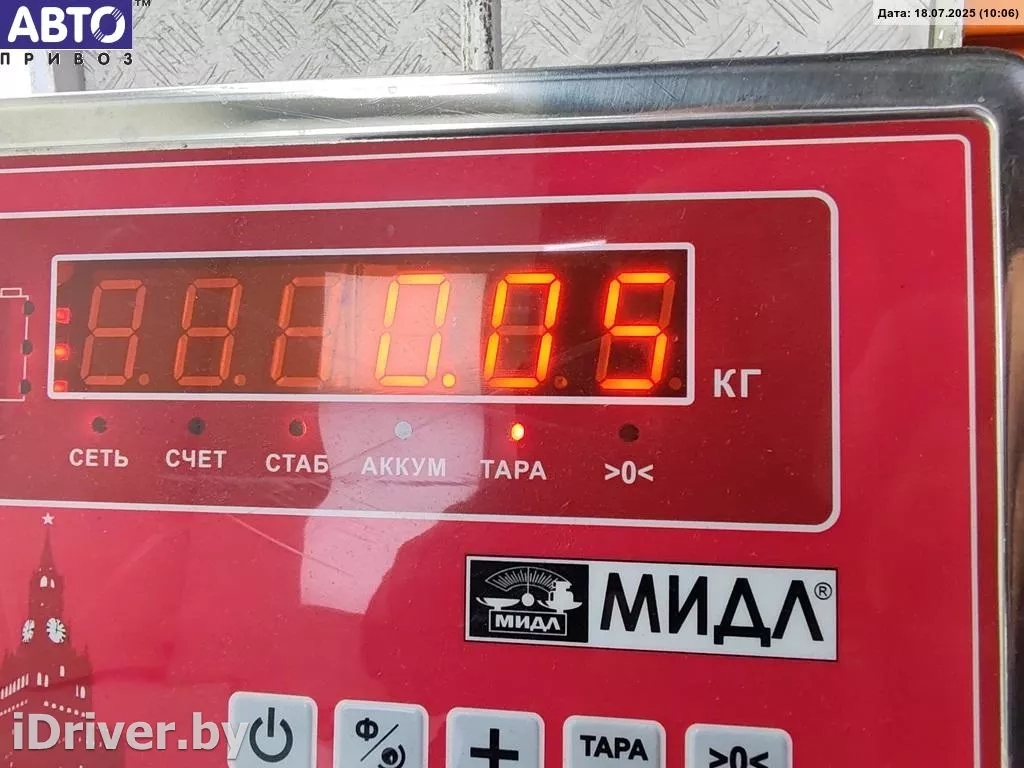 АВТО™
ПРИВОЗ
Дата: 18.07.2025 (10:06)
0.05
КГ
СЕТЬ СЧЕТ СТАБ АККУМ ТАРА >0<
МИДЛ
МИДЛ®
Ф/
+
ТАРА
>0<
iDriver.by